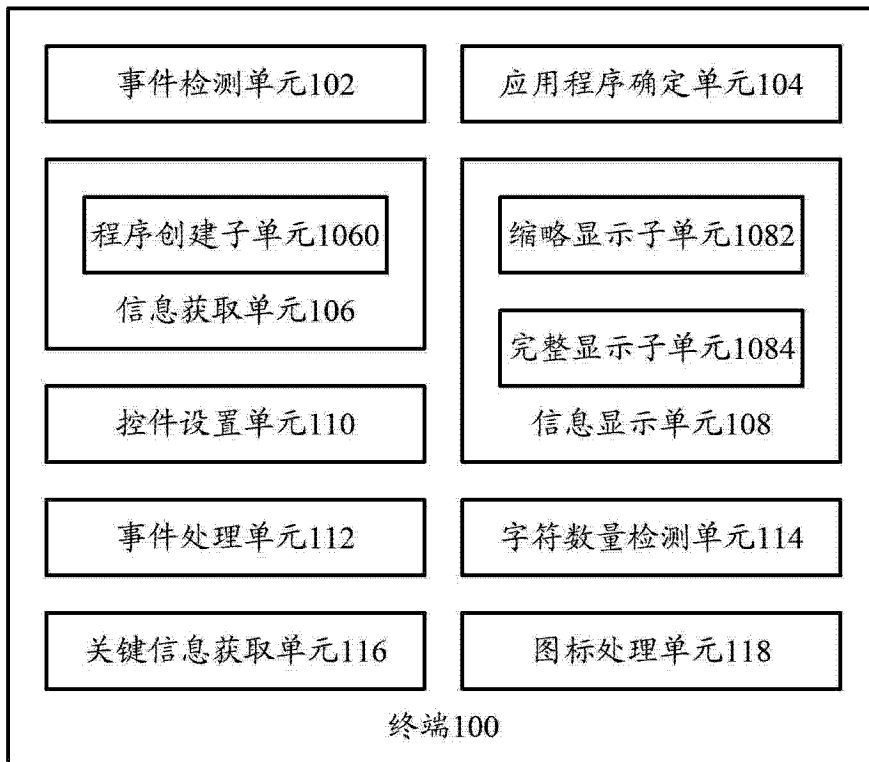 事件检测单元102
应用程序确定单元104
程序创建子单元1060
信息获取单元106
缩略显示子单元1082
完整显示子单元1084
信息显示单元108
控件设置单元110
事件处理单元112
字符数量检测单元114
关键信息获取单元116
图标处理单元118
终端100